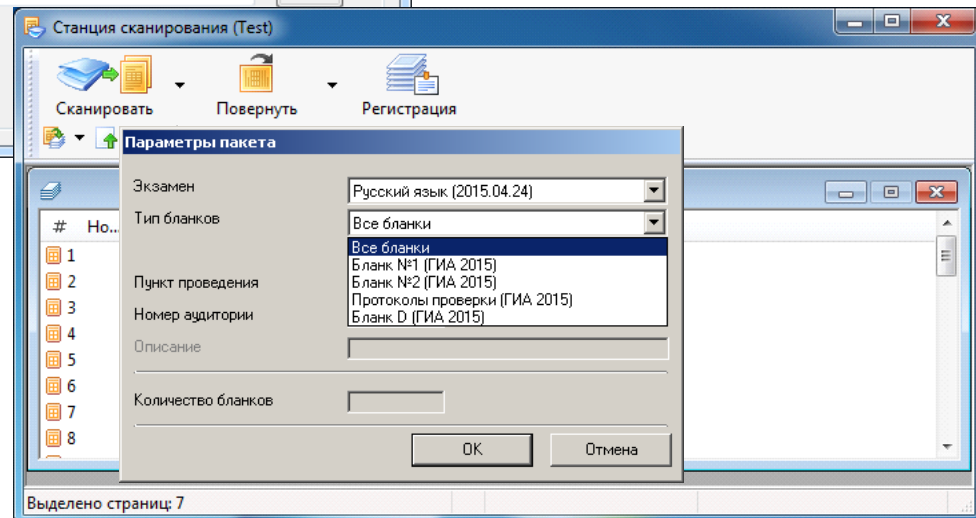 Станция сканирования (Test)
Сканировать
Повернуть
Регистрация
Параметры пакета
Экзамен
Русский язык (2015.04.24)
Тип бланков
Все бланки
Все бланки
Бланк №1 (ГИА 2015)
Бланк №2 (ГИА 2015)
Протоколы проверки (ГИА 2015)
Бланк D (ГИА 2015)
Пункт проведения
Номер аудитории
Описание
Количество бланков
OK
Отмена
# Но...
1
2
3
4
5
6
7
8
Выделено страниц: 7